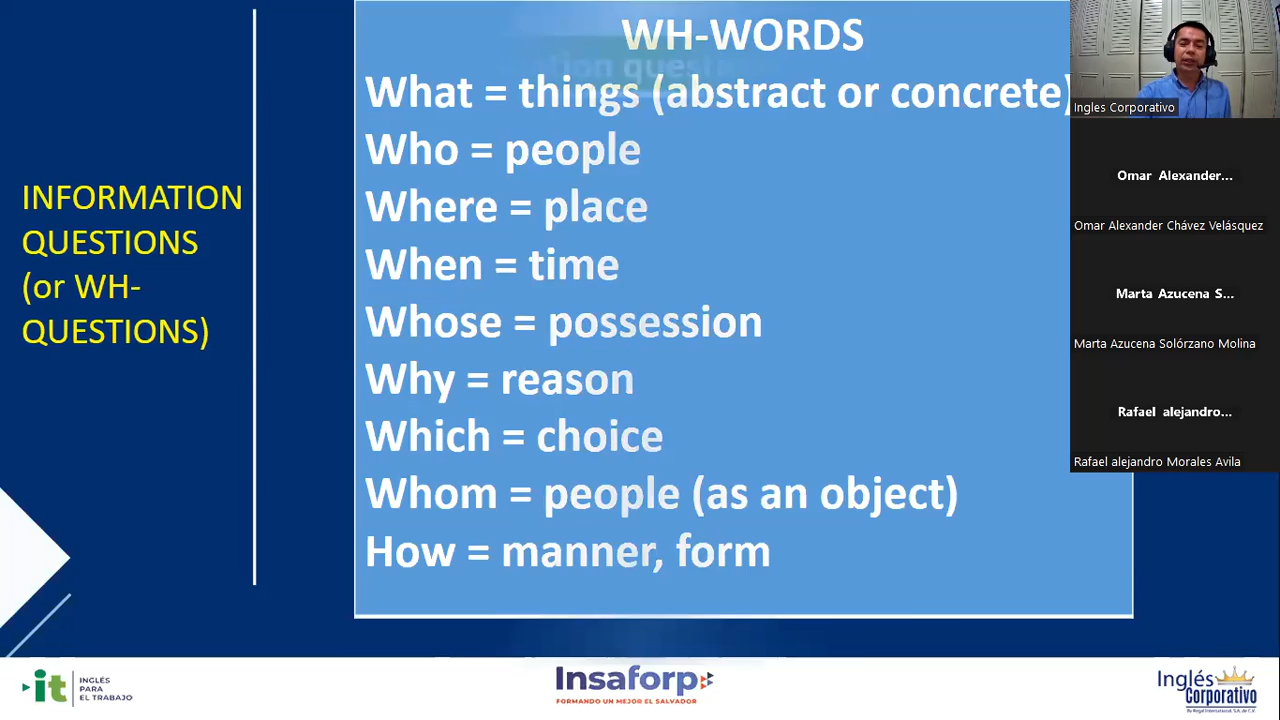 INFORMATION
QUESTIONS
(or WH-
QUESTIONS)
WH-WORDS
What = things (abstract or concrete)
Who = people
Where = place
When = time
Whose = possession
Why = reason
Which = choice
Whom = people (as an object)
How = manner, form
Ingles Corporativo
Omar Alexander...
Omar Alexander Chávez Velásquez
Marta Azucena S...
Marta Azucena Solórzano Molina
Rafael alejandro...
Rafael alejandro Morales Avila
it
INGLÉS
PARA
EL TRABAJO
Insaforp
FORMANDO UN MEJOR EL SALVADOR
Inglés
Corporativo